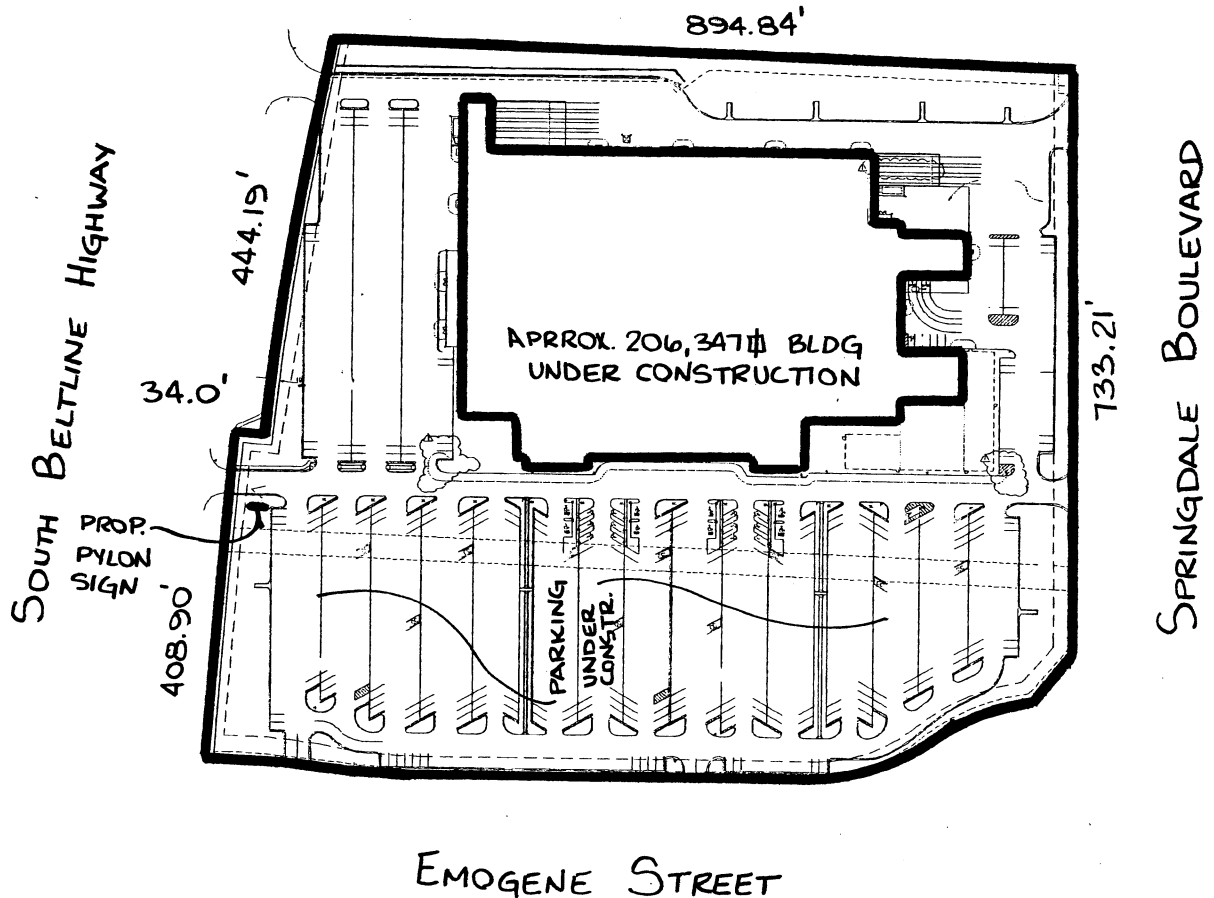 894.84'
SOUTH BELTLINE HIGHWAY
444.19'
SPRINGDALE BOULEVARD
APRROX. 206,347⏍ BLDG
UNDER CONSTRUCTION
733.21'
34.0'
PROP.
PYLON
SIGN
408.90'
PARKING
UNDER
CONSTR.
EMOGENE STREET